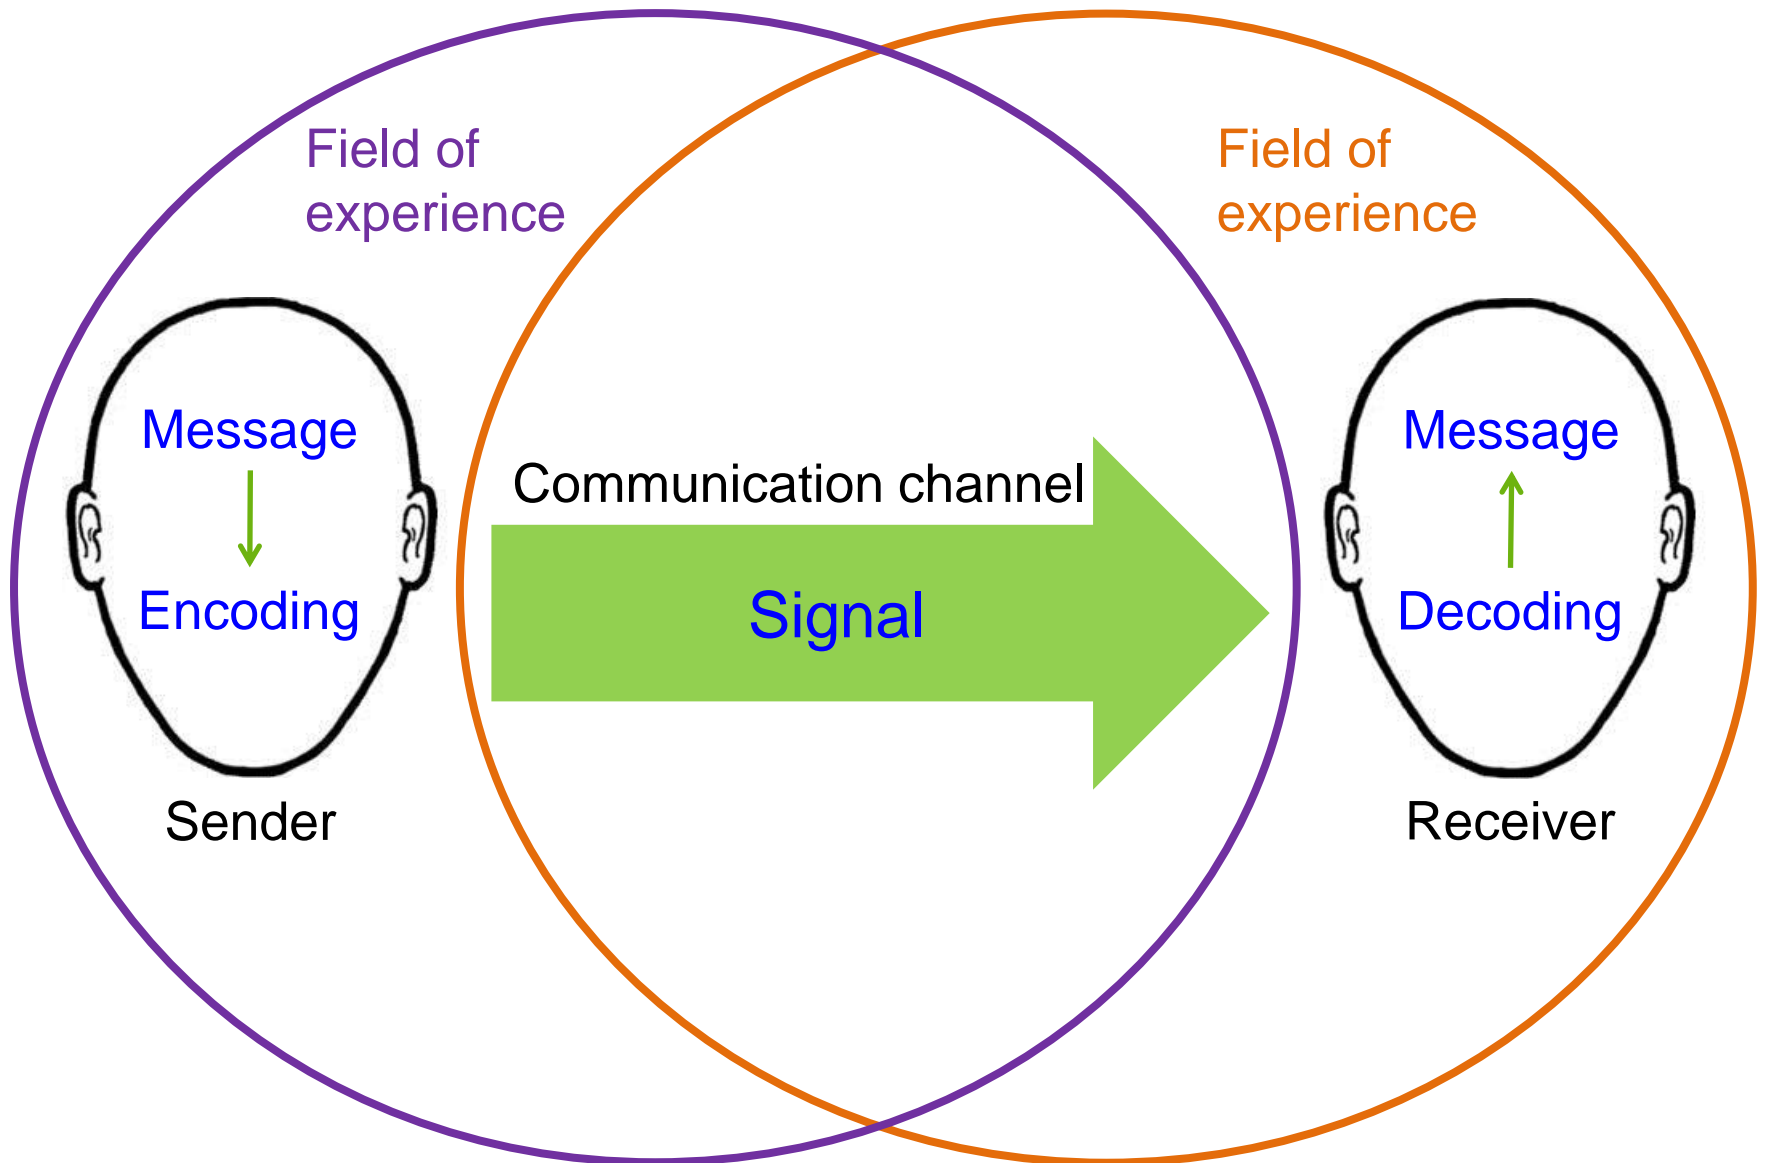 Field of
experience
Field of
experience
Message
Encoding
Sender
Communication channel
Signal
Message
Decoding
Receiver